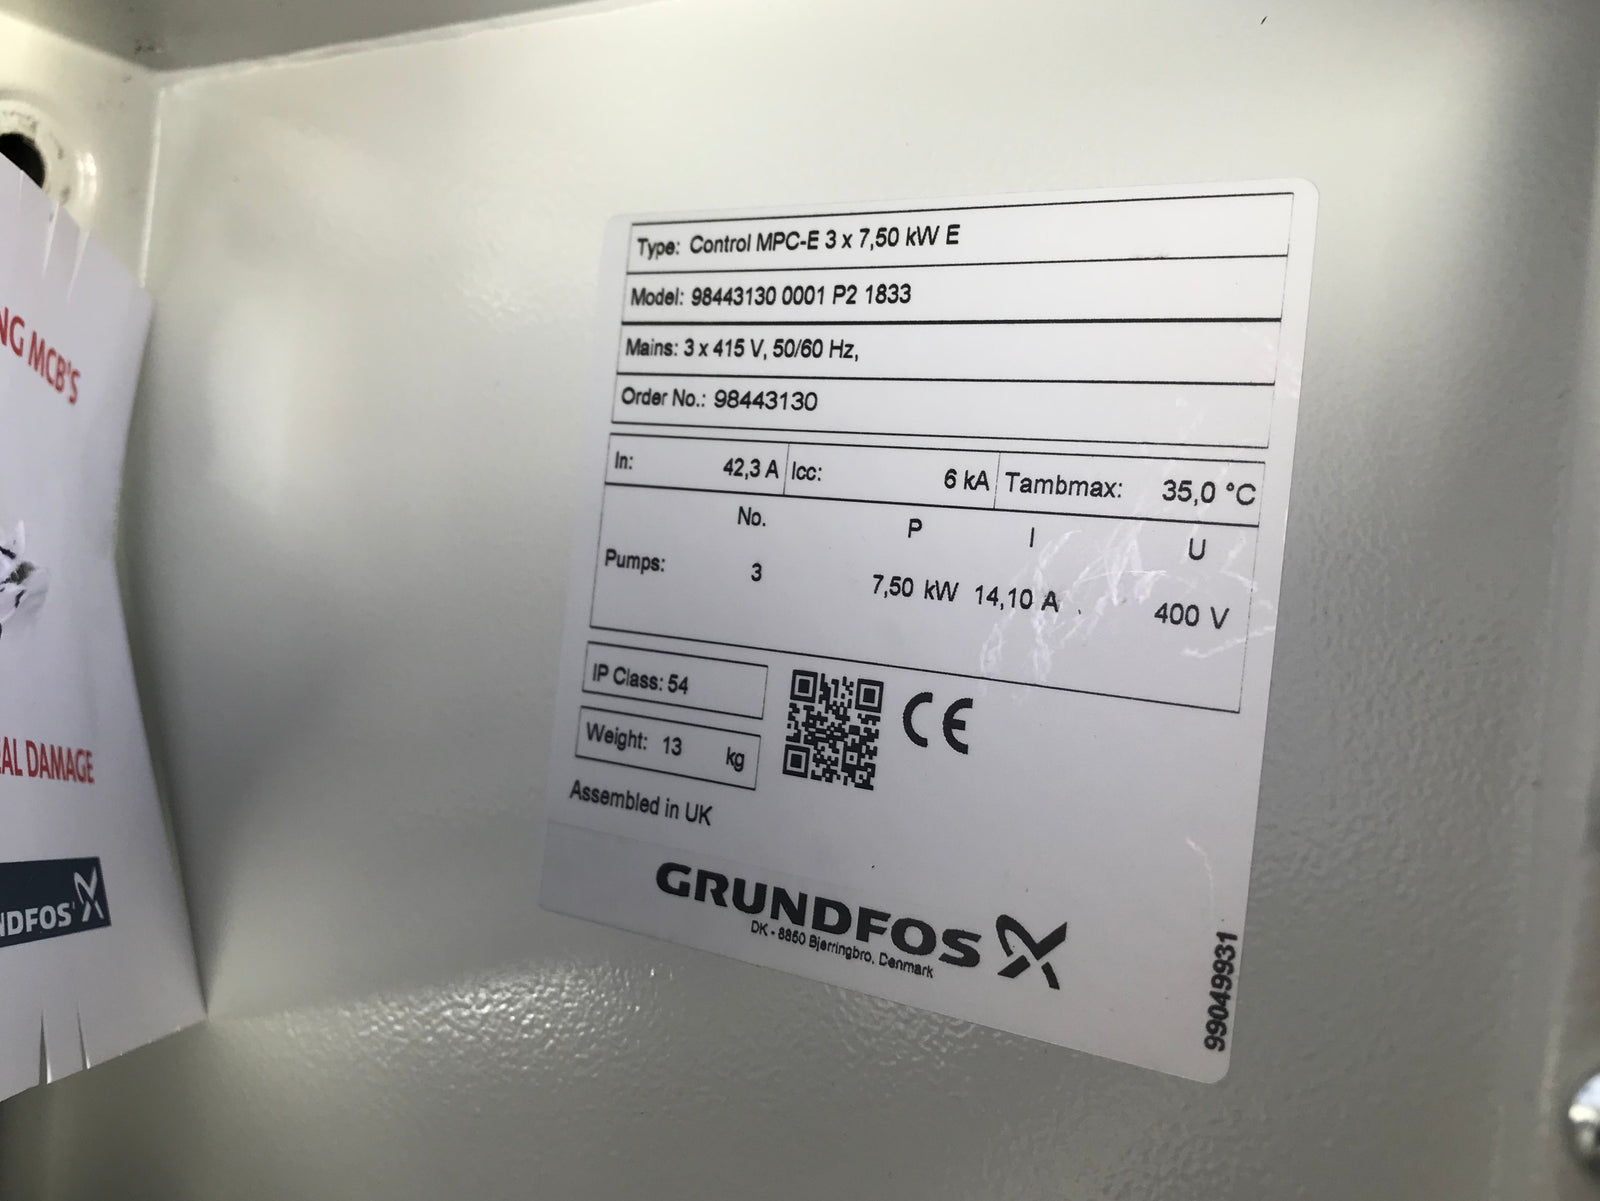 NG MCB'S
AL DAMAGE
NDFOS
Type: Control MPC-E 3 x 7,50 kW E
Model: 98443130 0001 P2 1833
Mains: 3 x 415 V, 50/60 Hz,
Order No.: 98443130
In: 42,3 A Icc: 6 kA Tambmax: 35,0 °C
No. P I U
Pumps: 3 7,50 kW 14,10 A 400 V
IP Class: 54
Weight: 13 kg
CE
Assembled in UK
GRUNDFOS
DK - 8850 Bjerringbro, Denmark
99049931